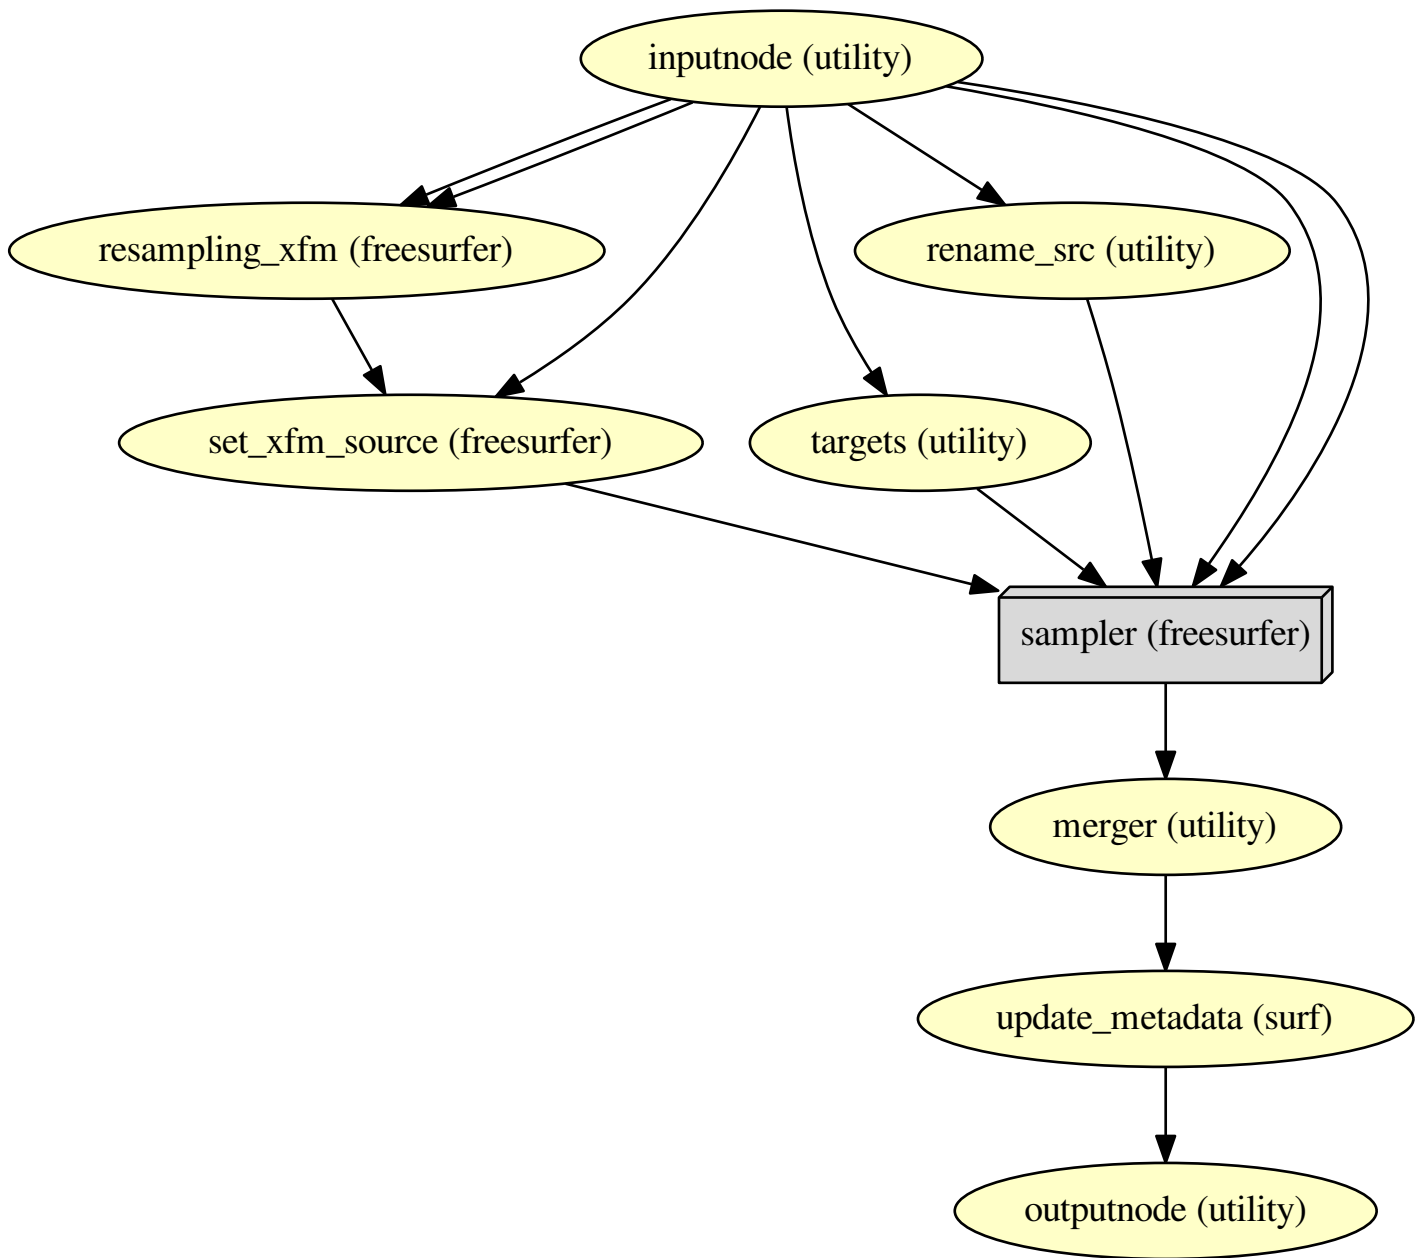 inputnode (utility)
resampling_xfm (freesurfer)
rename_src (utility)
set_xfm_source (freesurfer)
targets (utility)
sampler (freesurfer)
merger (utility)
update_metadata (surf)
outputnode (utility)